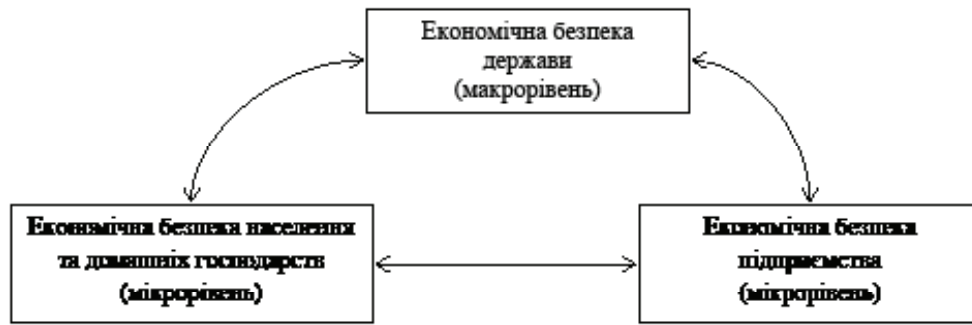 Економічна безпека
держави
(макрорівень)
Економічна безпека населення
та домашніх господарств
(мікрорівень)
Економічна безпека
підприємства
(мікрорівень)